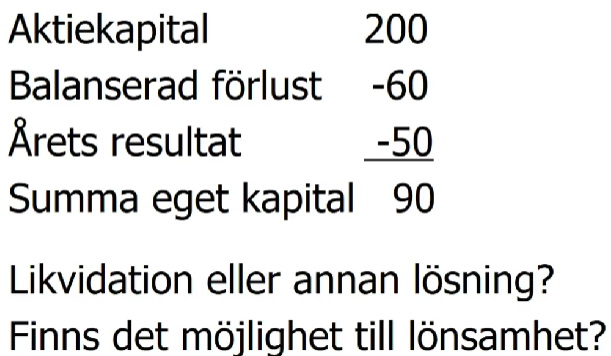 Aktiekapital 200
Balanserad förlust -60
Årets resultat -50
Summa eget kapital 90
Likvidation eller annan lösning?
Finns det möjlighet till lönsamhet?